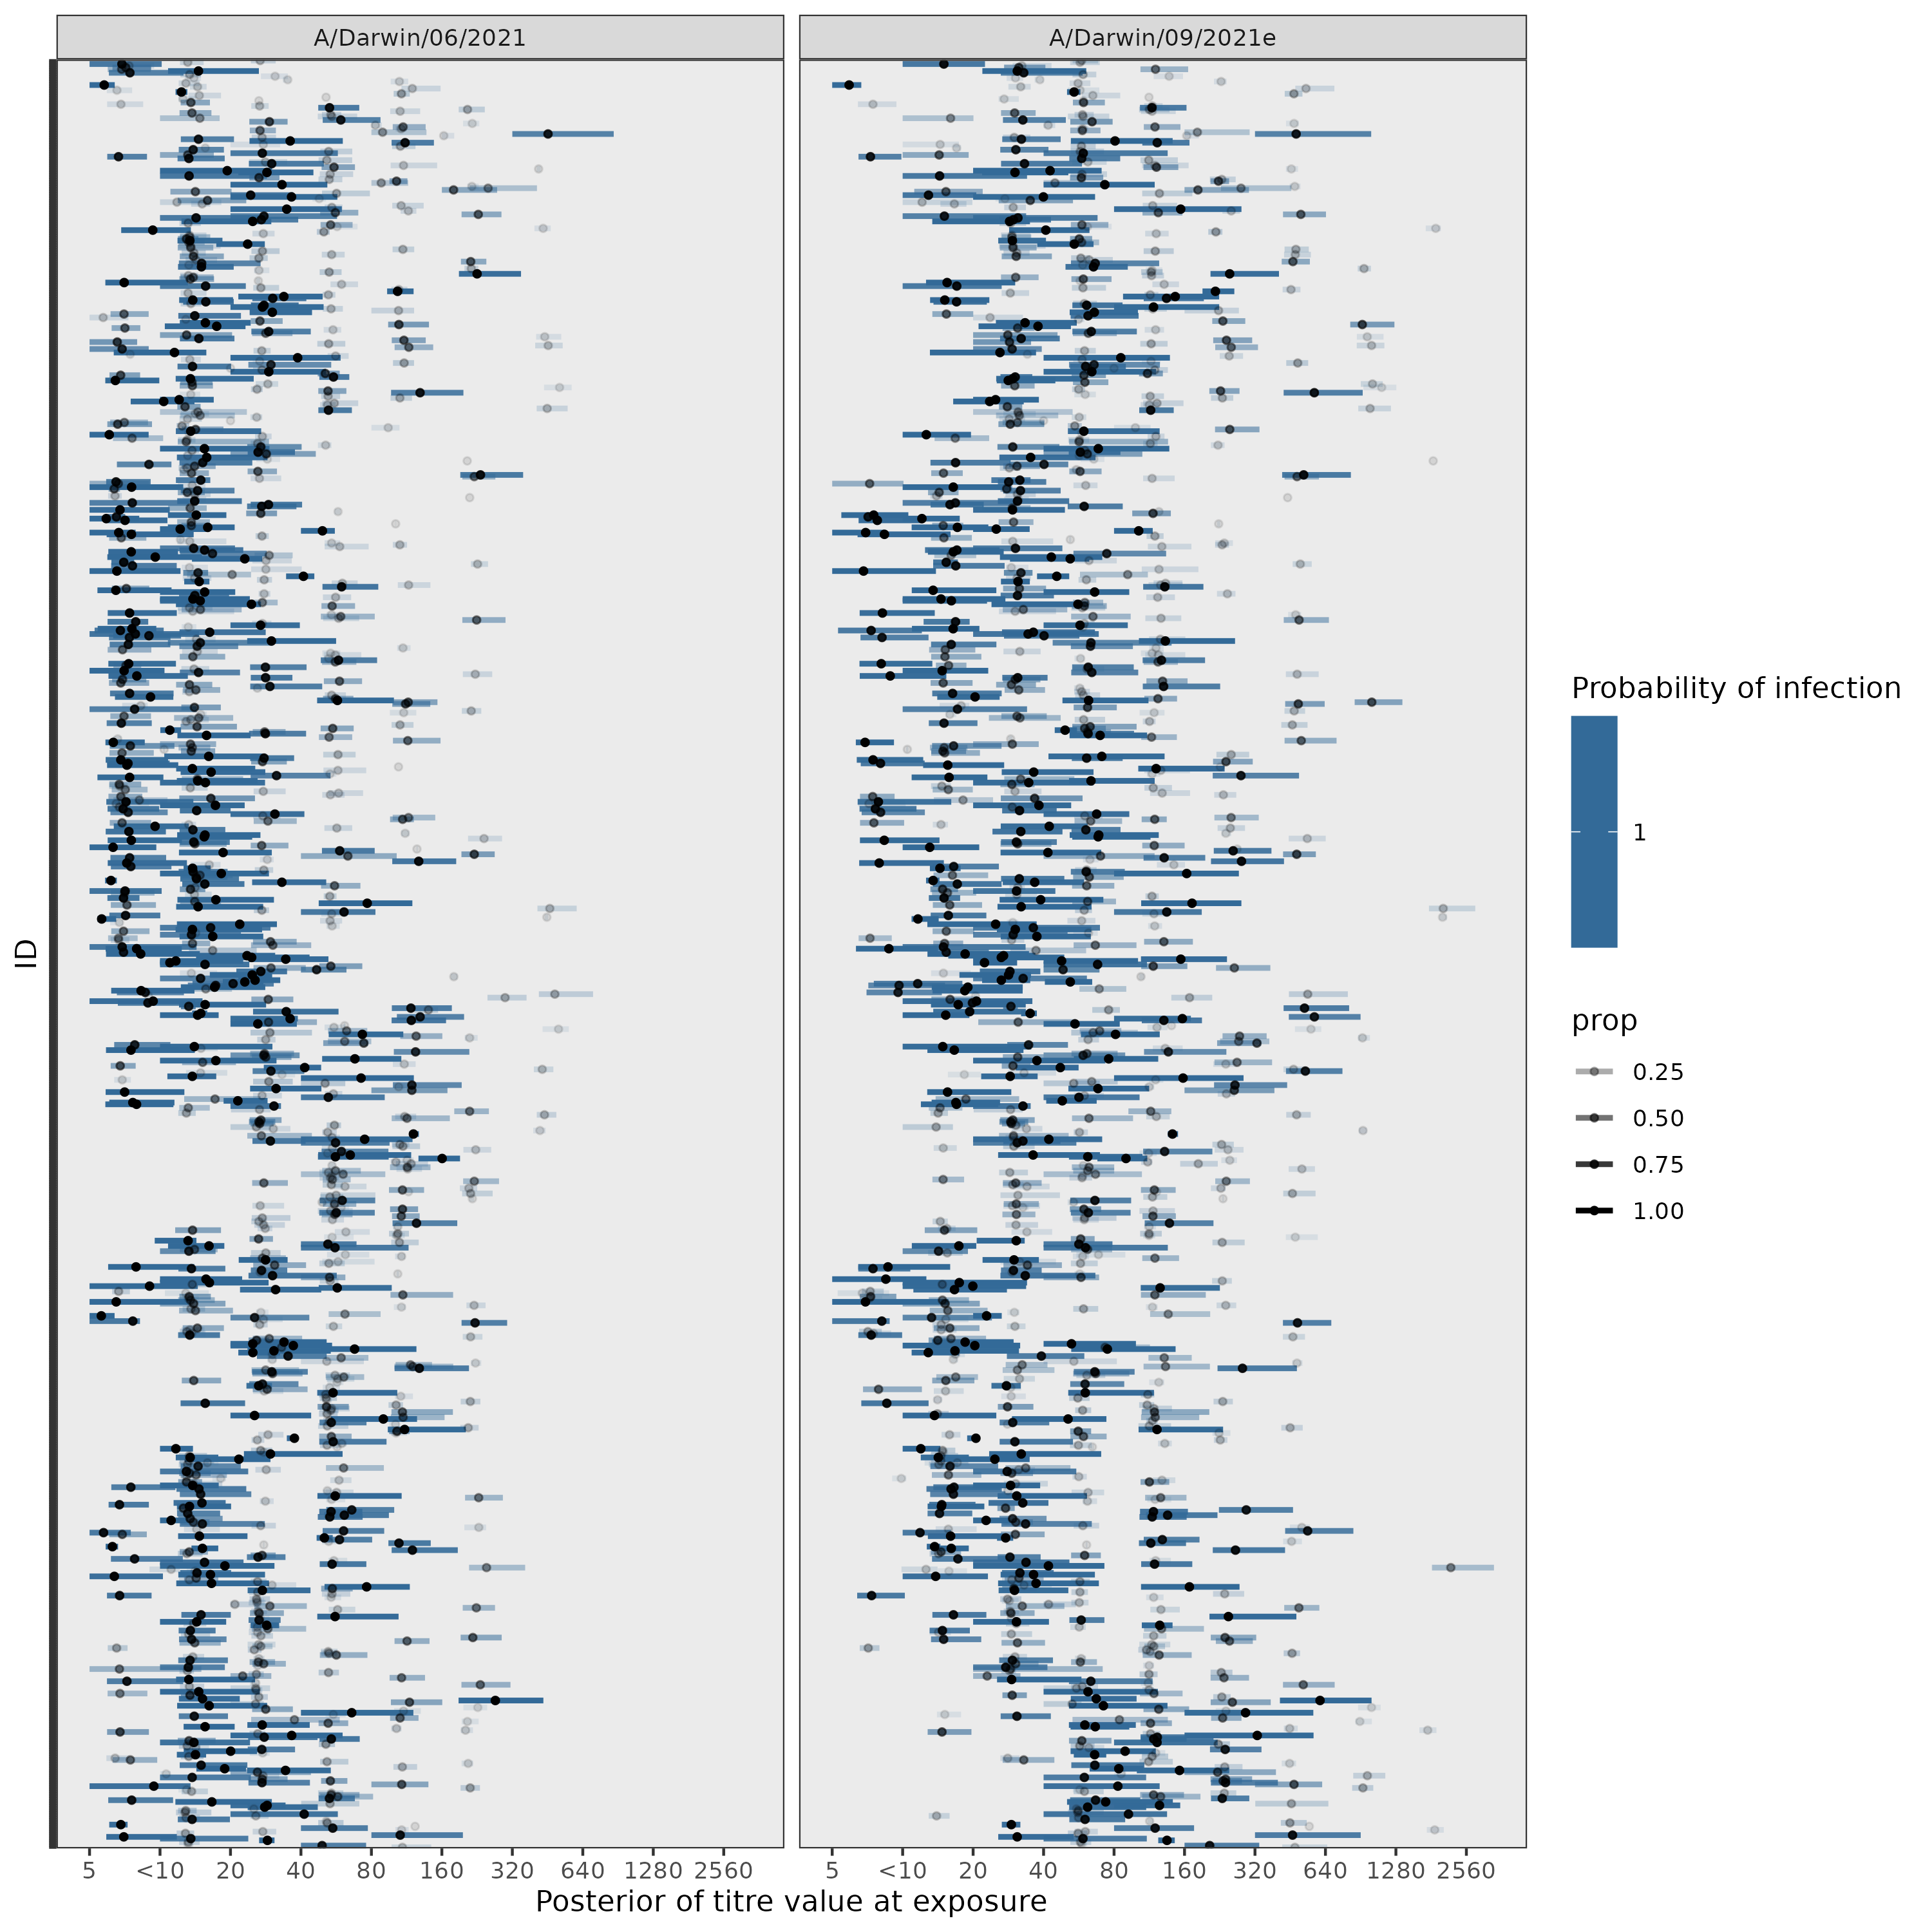 A/Darwin/06/2021
A/Darwin/09/2021e
ID
5 <10 20 40 80 160 320 640 1280 2560
5 <10 20 40 80 160 320 640 1280 2560
Posterior of titre value at exposure
Probability of infection
1
prop
0.25
0.50
0.75
1.00